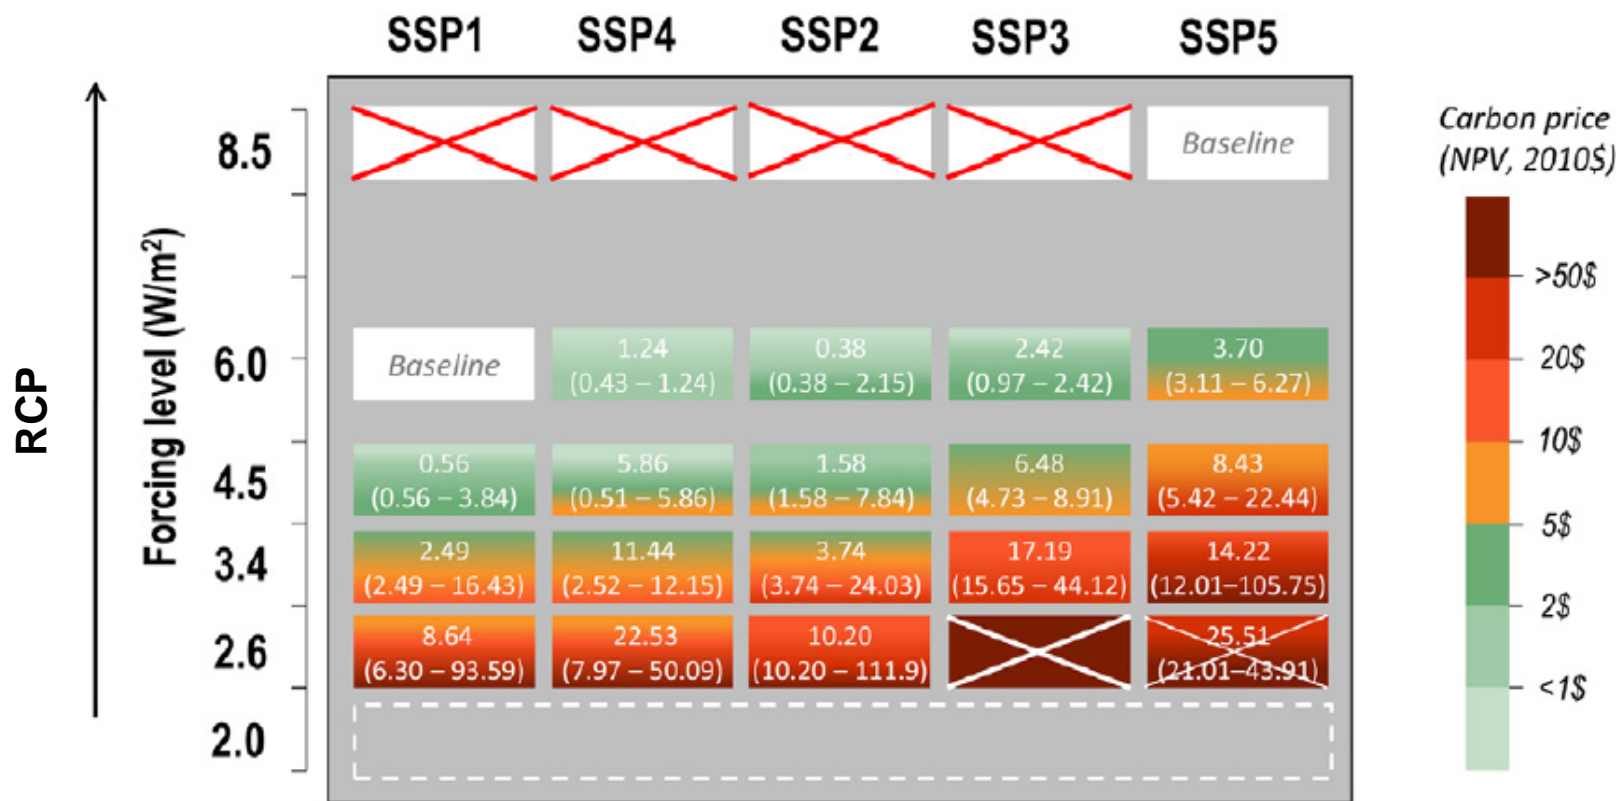 SSP1 SSP4 SSP2 SSP3 SSP5
RCP
Forcing level (W/m²)
8.5
Baseline
6.0
Baseline
1.24
(0.43 – 1.24)
0.38
(0.38 – 2.15)
2.42
(0.97 – 2.42)
3.70
(3.11 – 6.27)
4.5
0.56
(0.56 – 3.84)
5.86
(0.51 – 5.86)
1.58
(1.58 – 7.84)
6.48
(4.73 – 8.91)
8.43
(5.42 – 22.44)
3.4
2.49
(2.49 – 16.43)
11.44
(2.52 – 12.15)
3.74
(3.74 – 24.03)
17.19
(15.65 – 44.12)
14.22
(12.01–105.75)
2.6
8.64
(6.30 – 93.59)
22.53
(7.97 – 50.09)
10.20
(10.20 – 111.9)
25.51
(21.01–43.91)
2.0
Carbon price
(NPV, 2010$)
>50$
20$
10$
5$
2$
<1$